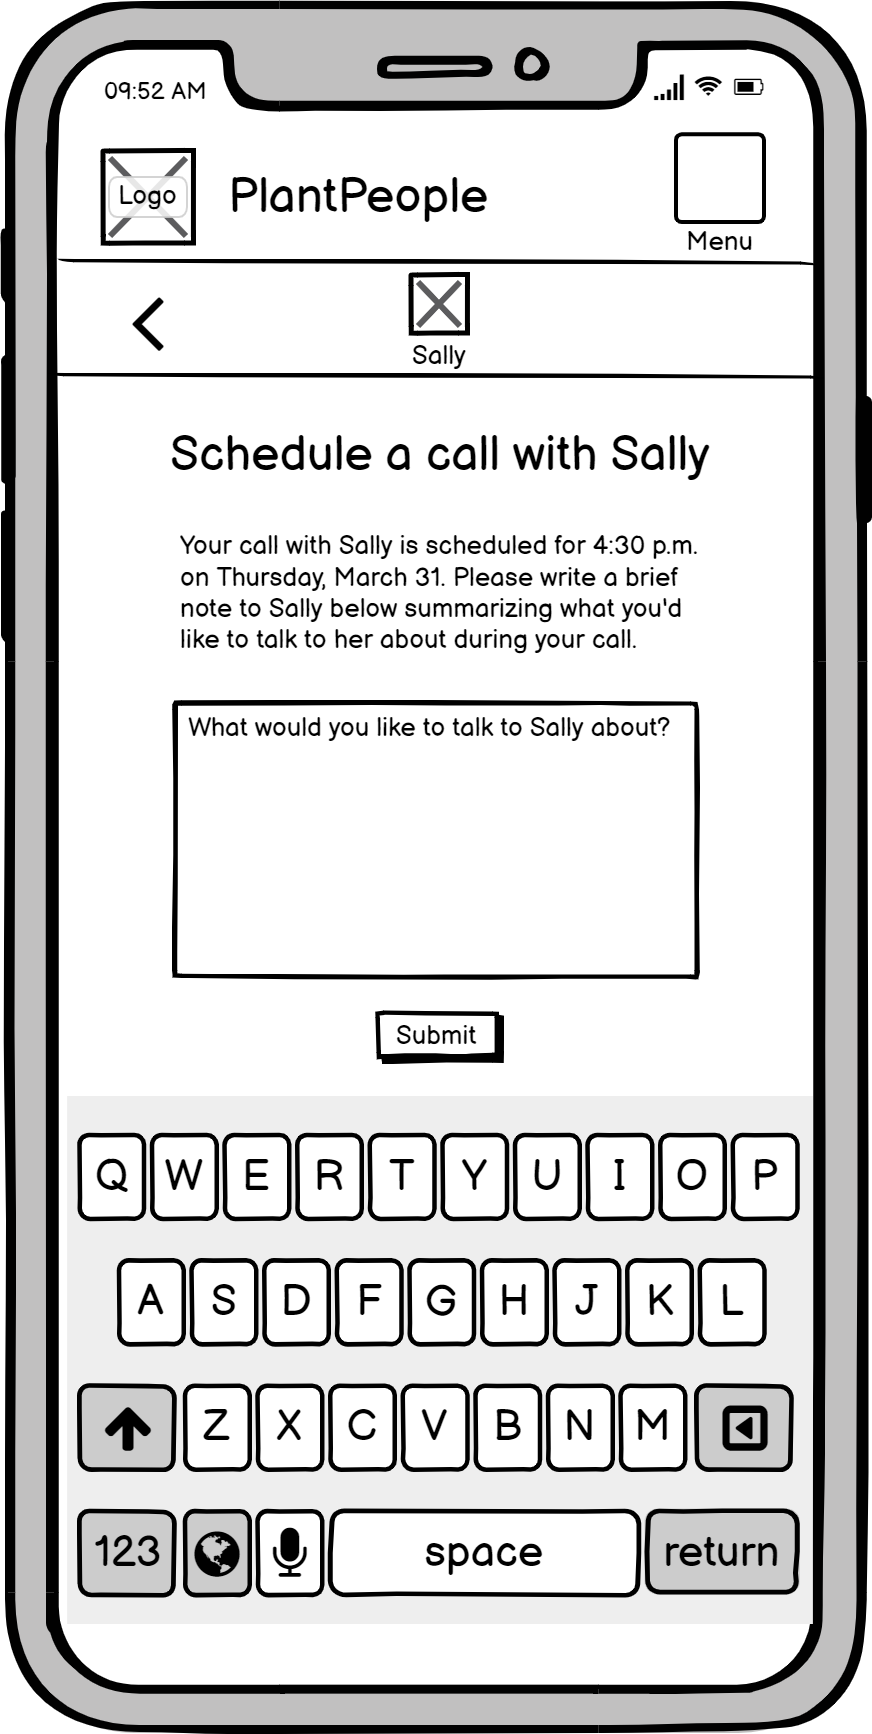 09:52 AM
Logo
PlantPeople
Menu
Sally
Schedule a call with Sally
Your call with Sally is scheduled for 4:30 p.m.
on Thursday, March 31. Please write a brief
note to Sally below summarizing what you'd
like to talk to her about during your call.
What would you like to talk to Sally about?
Submit
Q W E R T Y U I O P
A S D F G H J K L
Z X C V B N M
123 space return